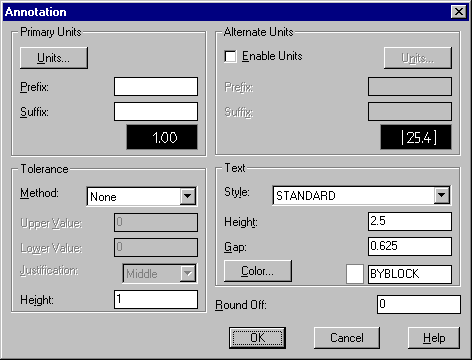 Annotation
Primary Units
Units...
Prefix:
Suffix:
1.00
Alternate Units
Enable Units
Units...
Prefix:
Suffix:
[25.4]
Tolerance
Method: None
Upper Value: 0
Lower Value: 0
Justification: Middle
Height: 1
Text
Style: STANDARD
Height: 2.5
Gap: 0.625
Color... BYBLOCK
Round Off: 0
OK Cancel Help